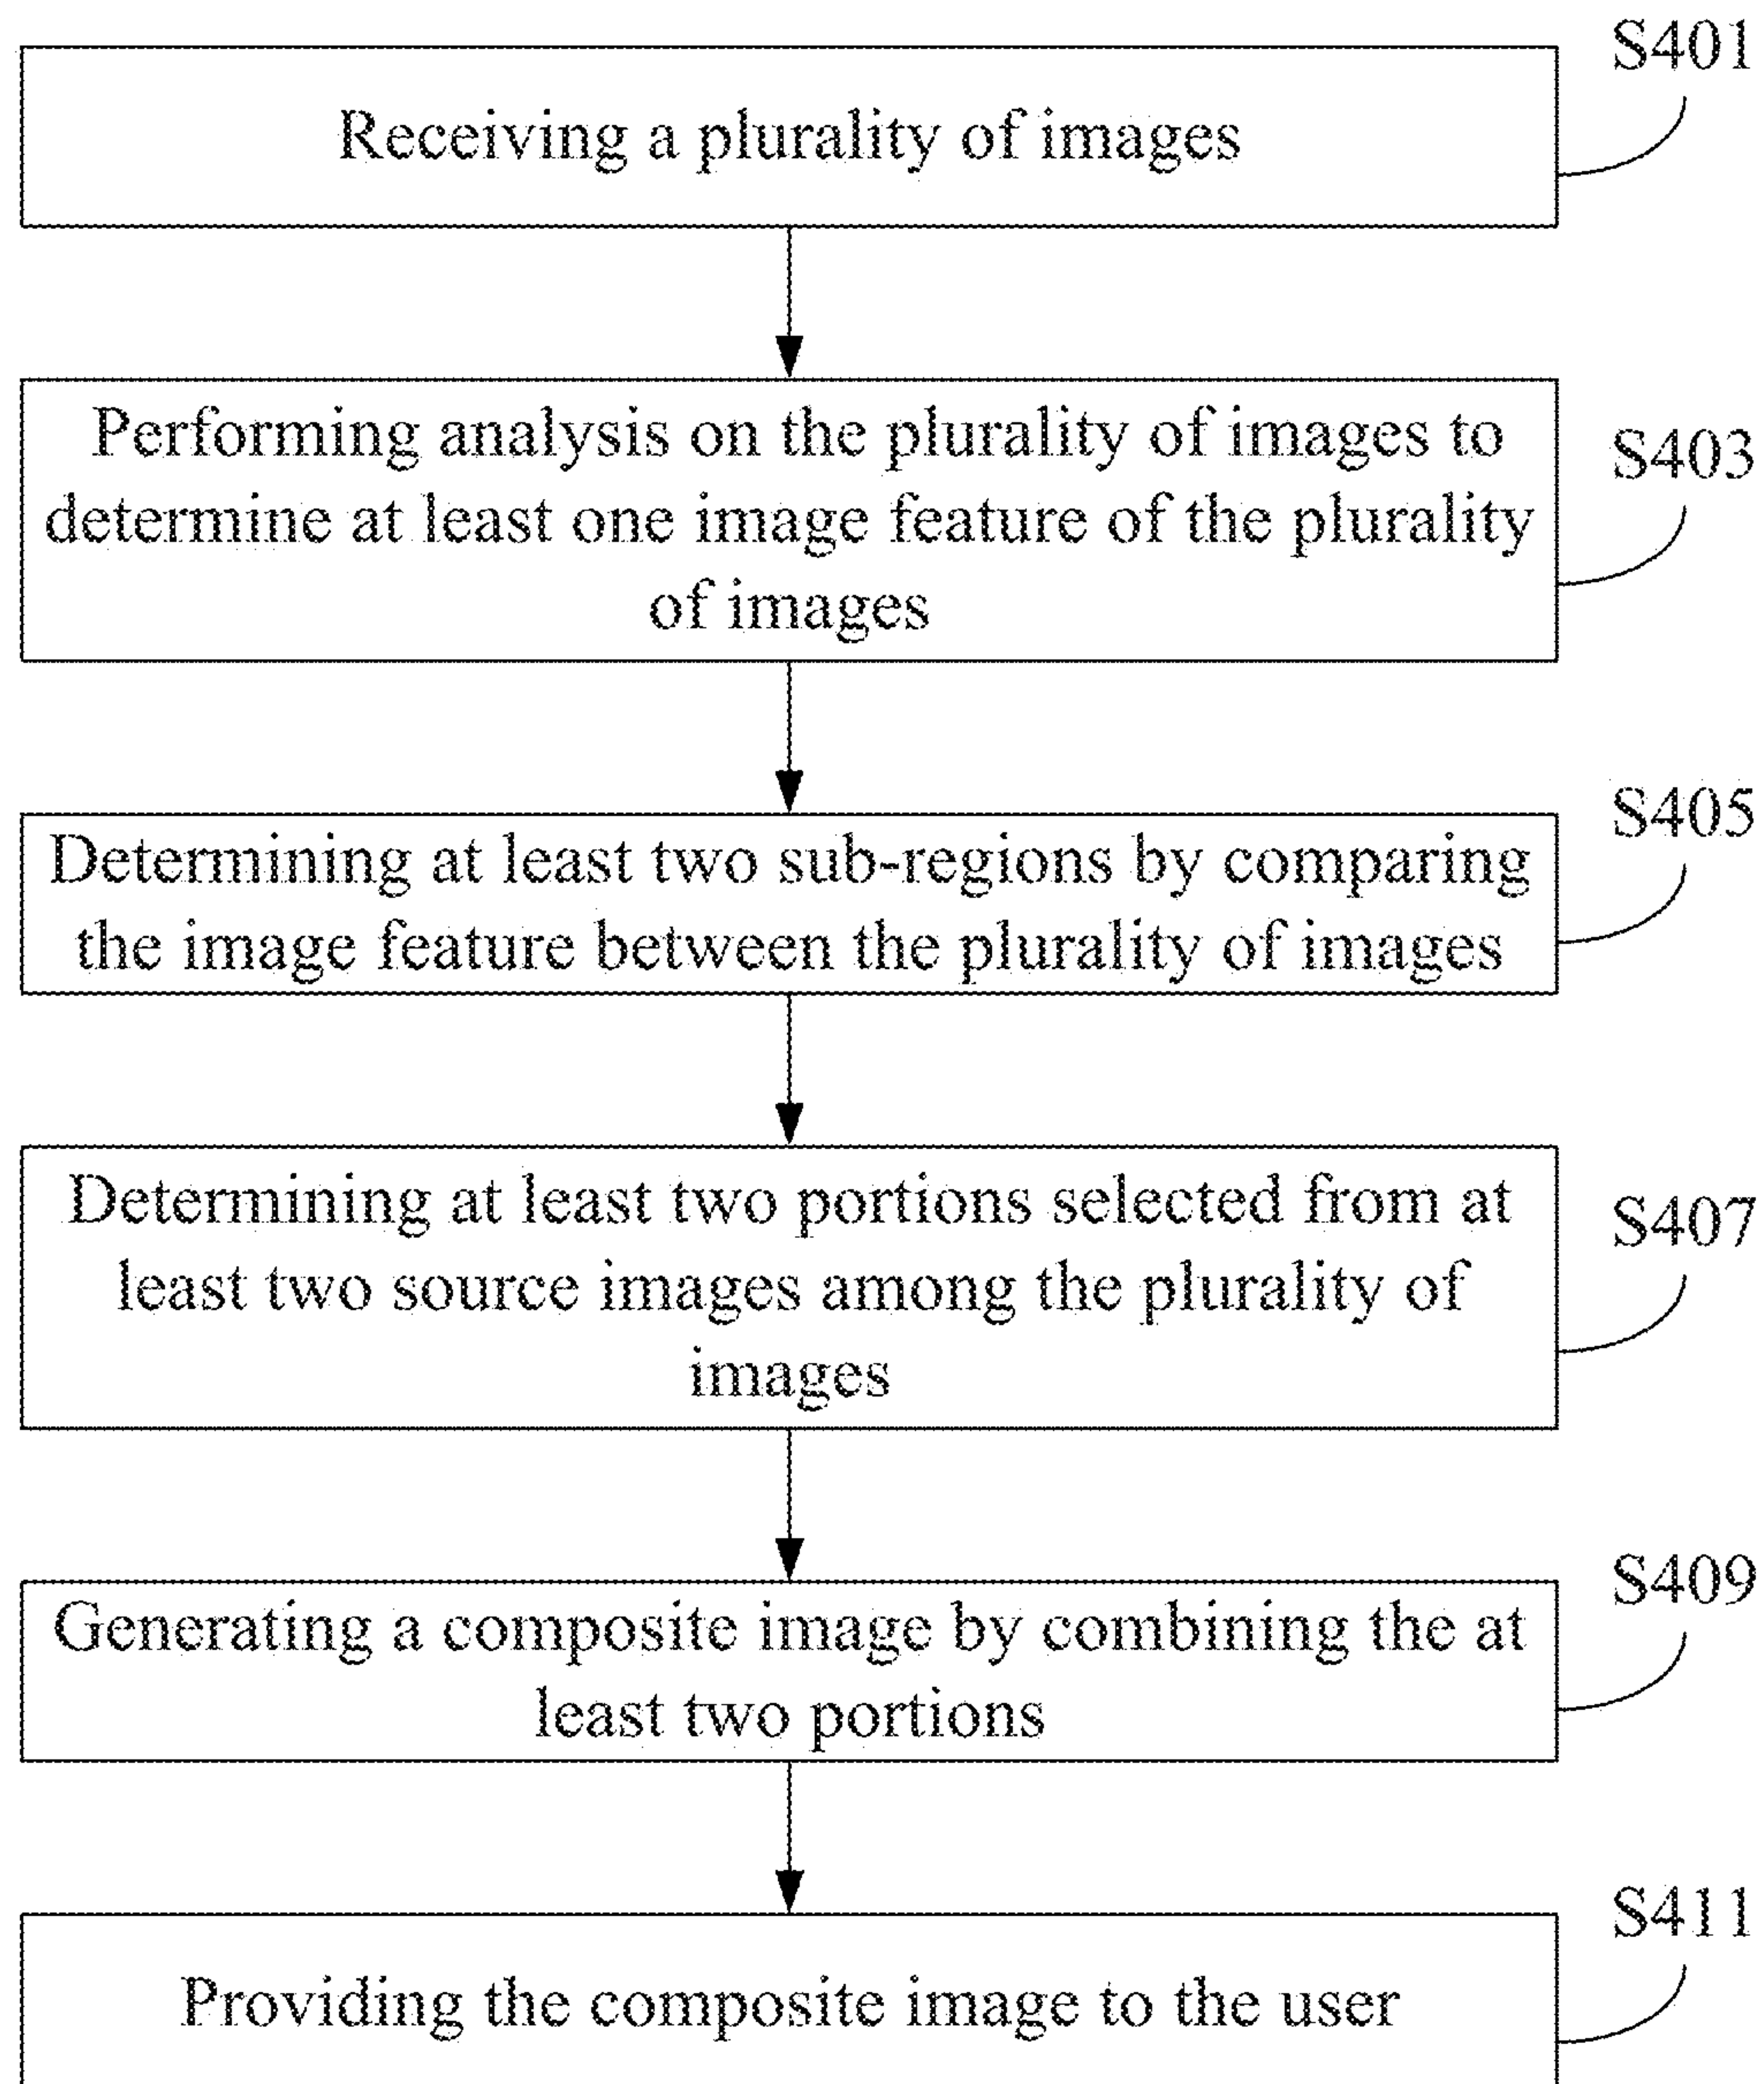 S401
Receiving a plurality of images
Performing analysis on the plurality of images to
determine at least one image feature of the plurality
of images
S403
Determining at least two sub-regions by comparing
the image feature between the plurality of images
S405
Determining at least two portions selected from at
least two source images among the plurality of
images
S407
Generating a composite image by combining the at
least two portions
S409
Providing the composite image to the user
S411